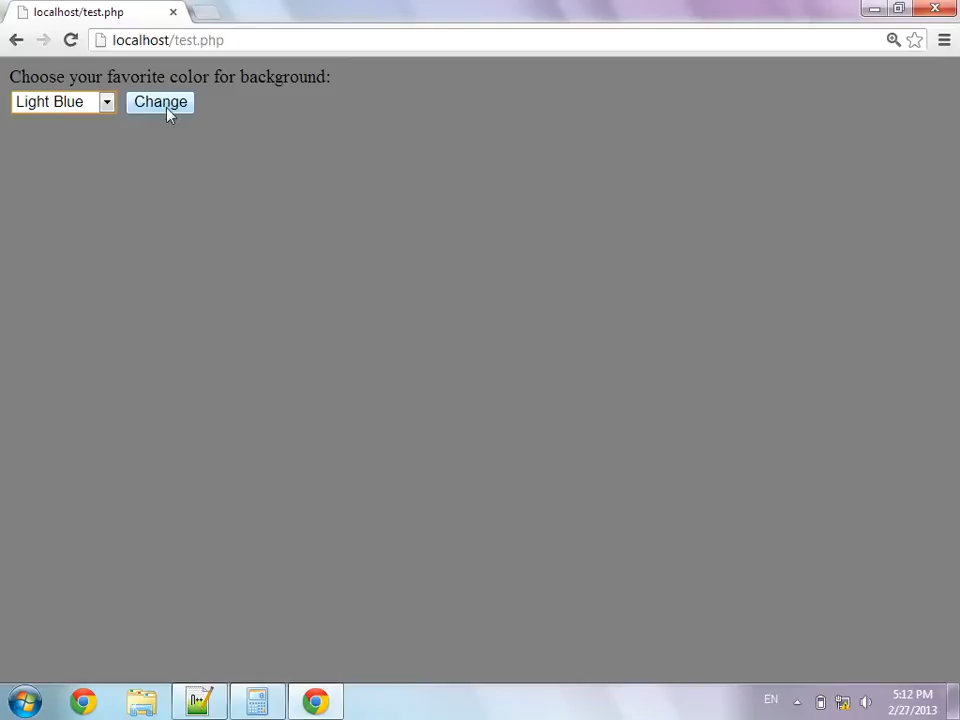 localhost/test.php
localhost/test.php
Choose your favorite color for background:
Light Blue Change
EN
5:12 PM
2/27/2013